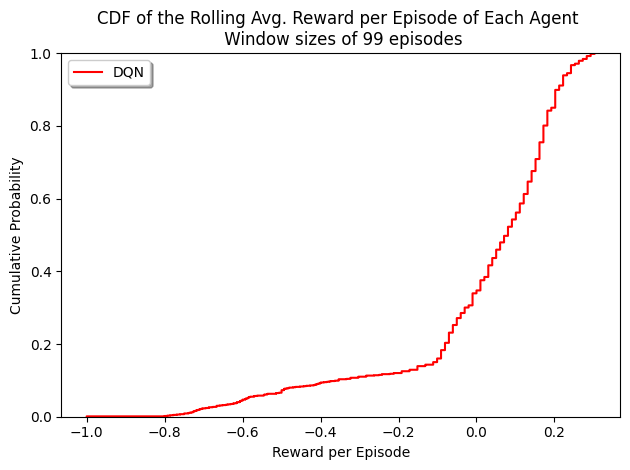 CDF of the Rolling Avg. Reward per Episode of Each Agent
Window sizes of 99 episodes
DQN
1.0
0.8
0.6
0.4
0.2
0.0
Cumulative Probability
−1.0 −0.8 −0.6 −0.4 −0.2 0.0 0.2
Reward per Episode